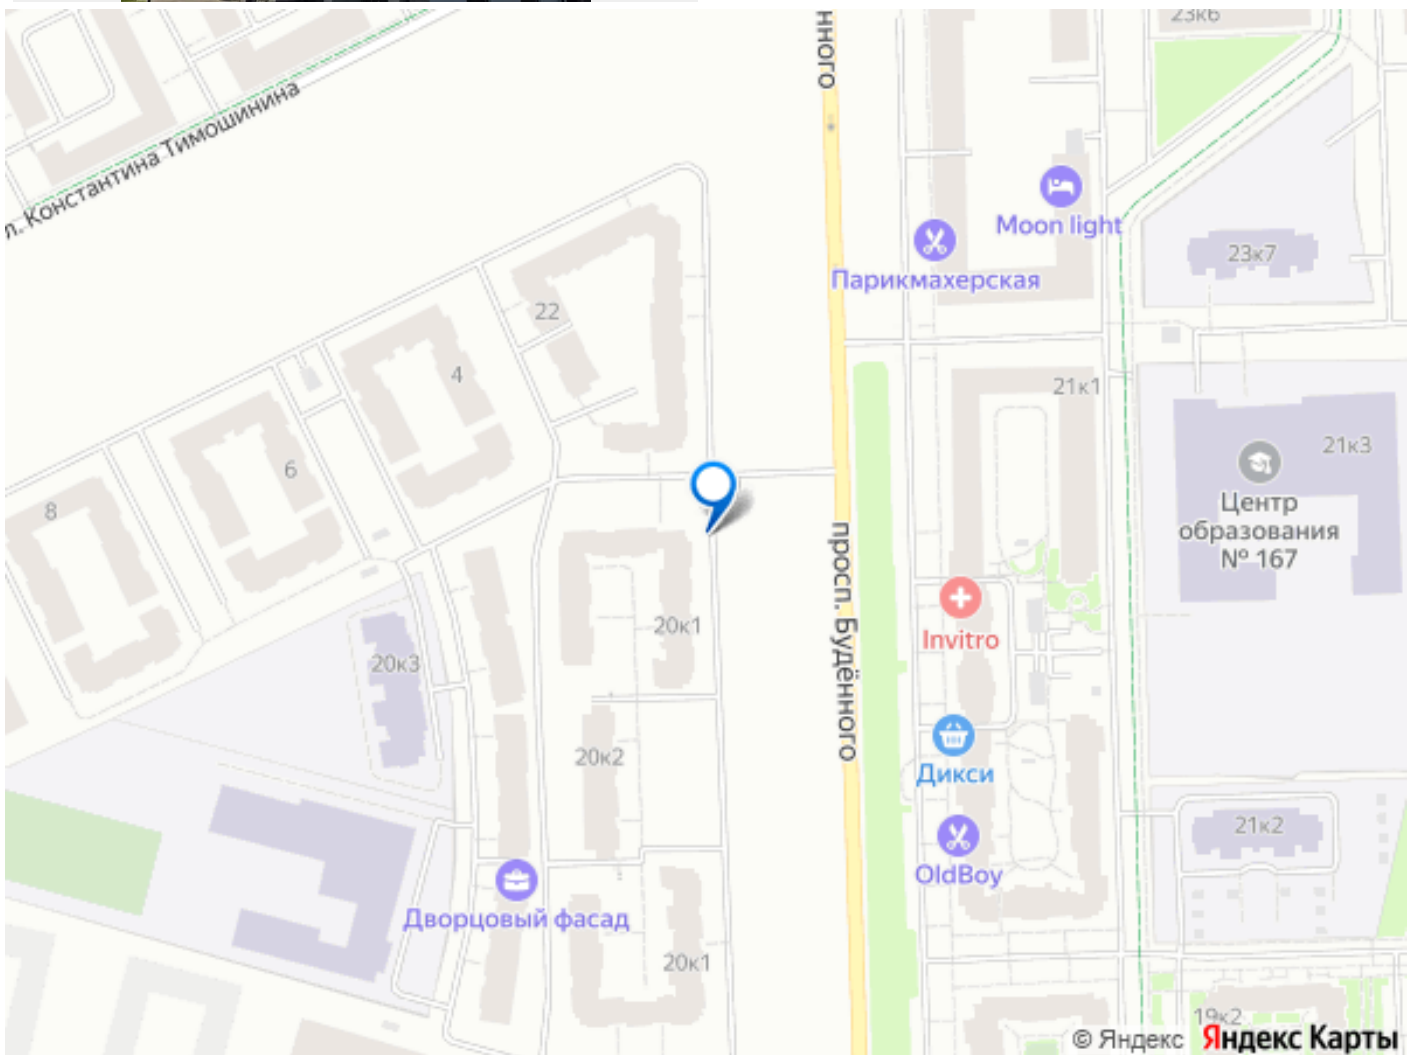 23к6
нного
л. Константина Тимошинина
Moon light
23к7
Парикмахерская
22
4
21к1
6
21к3
8
Центр
образования
№ 167
просп. Будённого
20к1
Invitro
20к3
20к2
Дикси
21к2
OldBoy
Дворцовый фасад
20к1
19к2
© Яндекс Яндекс Карты